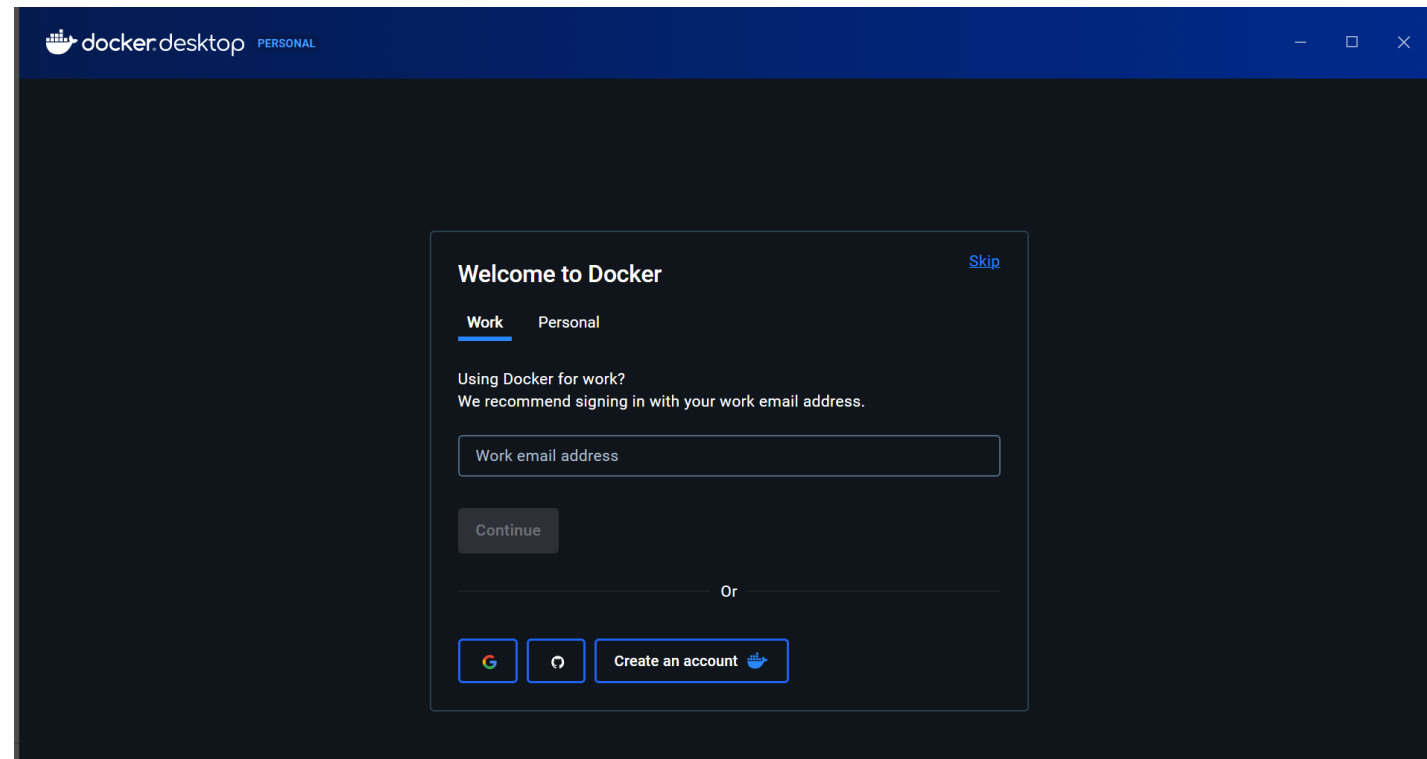 docker.desktop PERSONAL
Welcome to Docker
Skip
Work Personal
Using Docker for work?
We recommend signing in with your work email address.
Work email address
Continue
Or
Create an account